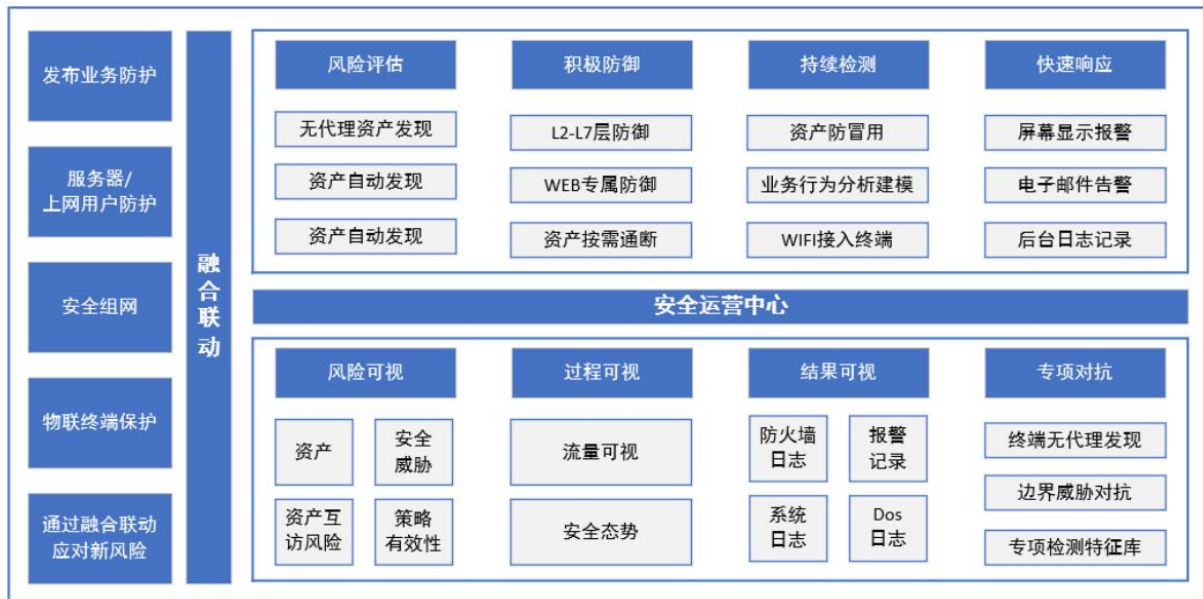 发布业务防护
服务器/
上网用户防护
安全组网
物联终端保护
通过融合联动
应对新风险
融
合
联
动
风险评估
无代理资产发现
资产自动发现
资产自动发现
积极防御
L2-L7层防御
WEB专属防御
资产按需通断
持续检测
资产防冒用
业务行为分析建模
WIFI接入终端
快速响应
屏幕显示报警
电子邮件告警
后台日志记录
安全运营中心
风险可视
资产
安全
威胁
资产互
访风险
策略
有效性
过程可视
流量可视
安全态势
结果可视
防火墙
日志
报警
记录
系统
日志
Dos
日志
专项对抗
终端无代理发现
边界威胁对抗
专项检测特征库